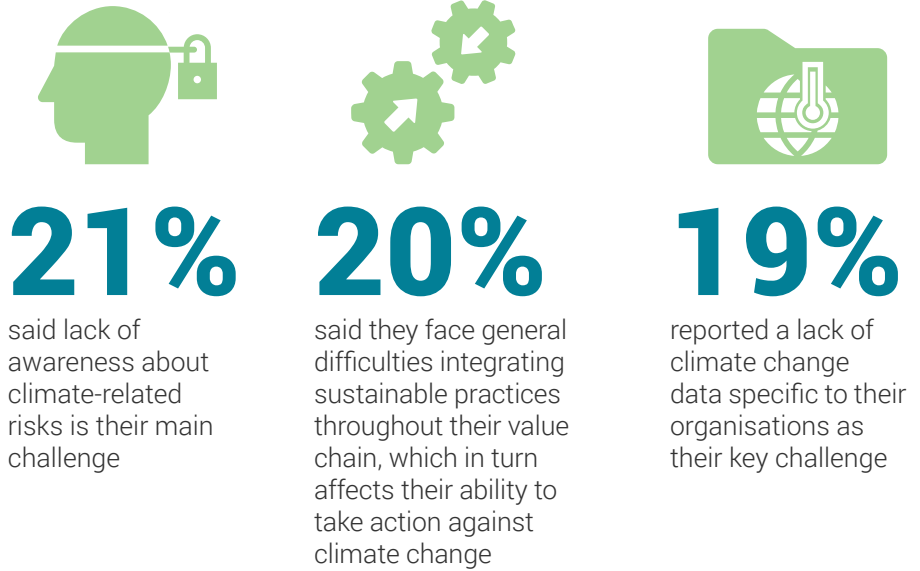 21%
said lack of
awareness about
climate-related
risks is their main
challenge
20%
said they face general
difficulties integrating
sustainable practices
throughout their value
chain, which in turn
affects their ability to
take action against
climate change
19%
reported a lack of
climate change
data specific to their
organisations as
their key challenge